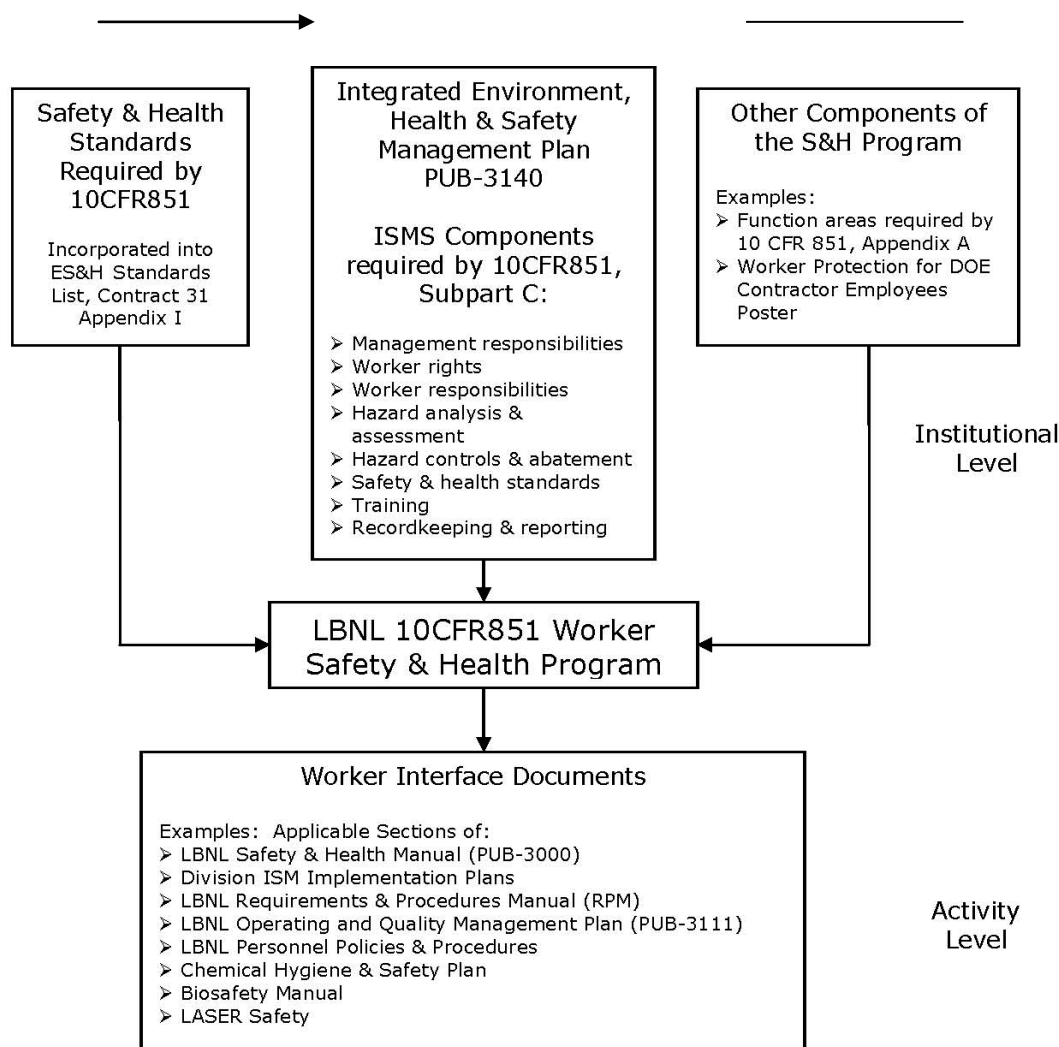 Safety & Health
Standards
Required by
10CFR851
Incorporated into
ES&H Standards
List, Contract 31
Appendix I
Integrated Environment,
Health & Safety
Management Plan
PUB-3140
ISMS Components
required by 10CFR851,
Subpart C:
➢ Management responsibilities
➢ Worker rights
➢ Worker responsibilities
➢ Hazard analysis &
assessment
➢ Hazard controls & abatement
➢ Safety & health standards
➢ Training
➢ Recordkeeping & reporting
Other Components of
the S&H Program
Examples:
➢ Function areas required by
10 CFR 851, Appendix A
➢ Worker Protection for DOE
Contractor Employees
Poster
Institutional
Level
LBNL 10CFR851 Worker
Safety & Health Program
Worker Interface Documents
Examples: Applicable Sections of:
➢ LBNL Safety & Health Manual (PUB-3000)
➢ Division ISM Implementation Plans
➢ LBNL Requirements & Procedures Manual (RPM)
➢ LBNL Operating and Quality Management Plan (PUB-3111)
➢ LBNL Personnel Policies & Procedures
➢ Chemical Hygiene & Safety Plan
➢ Biosafety Manual
➢ LASER Safety
Activity
Level